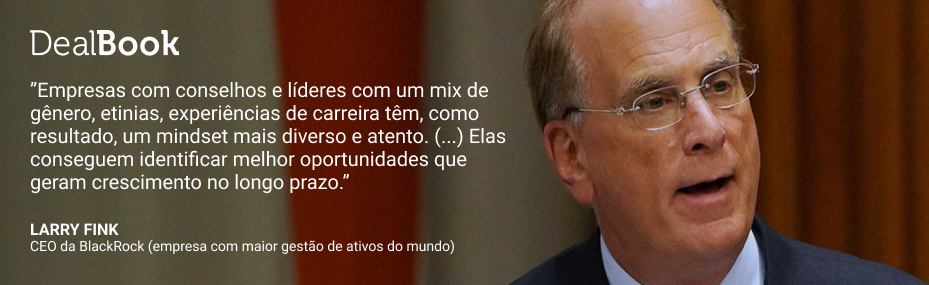 DealBook
”Empresas com conselhos e líderes com um mix de
gênero, etinias, experiências de carreira têm, como
resultado, um mindset mais diverso e atento. (...) Elas
conseguem identificar melhor oportunidades que
geram crescimento no longo prazo.”
LARRY FINK
CEO da BlackRock (empresa com maior gestão de ativos do mundo)